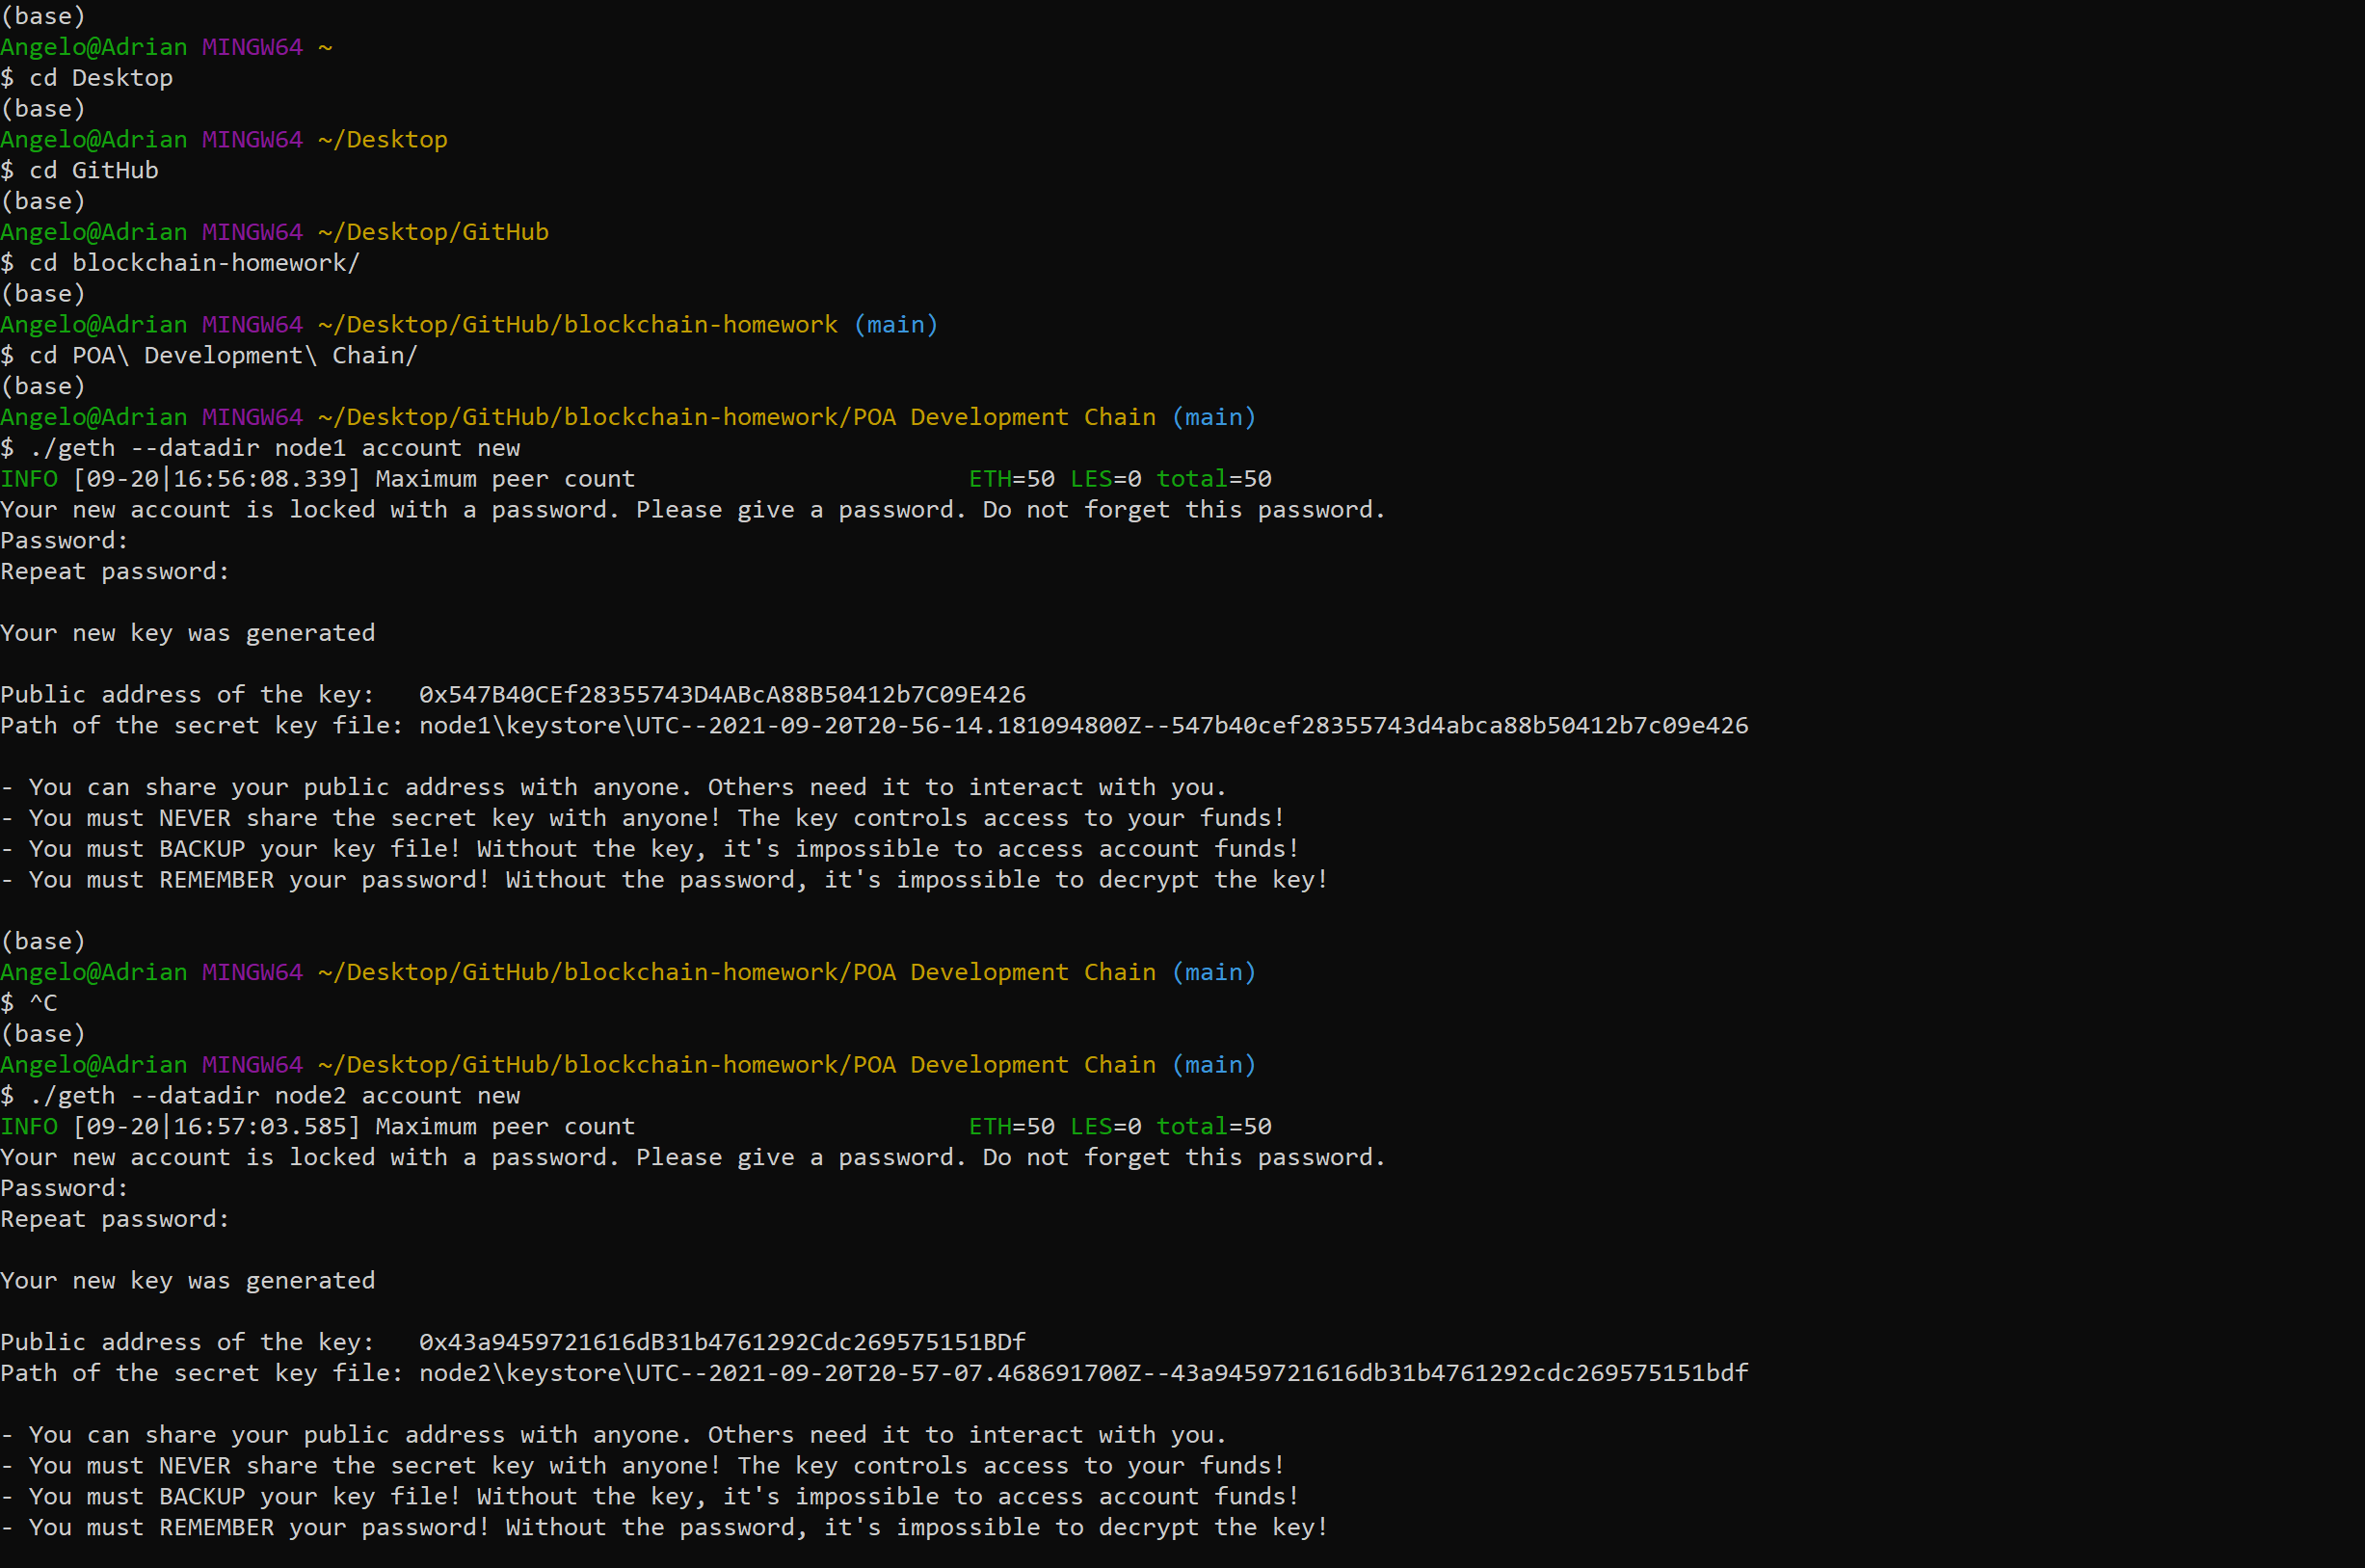 (base)
Angelo@Adrian MINGW64 ~
$ cd Desktop
(base)
Angelo@Adrian MINGW64 ~/Desktop
$ cd GitHub
(base)
Angelo@Adrian MINGW64 ~/Desktop/GitHub
$ cd blockchain-homework/
(base)
Angelo@Adrian MINGW64 ~/Desktop/GitHub/blockchain-homework (main)
$ cd POA\ Development\ Chain/
(base)
Angelo@Adrian MINGW64 ~/Desktop/GitHub/blockchain-homework/POA Development Chain (main)
$ ./geth --datadir node1 account new
INFO [09-20|16:56:08.339] Maximum peer count                       ETH=50 LES=0 total=50
Your new account is locked with a password. Please give a password. Do not forget this password.
Password:
Repeat password:
Your new key was generated
Public address of the key:   0x547B40CEf28355743D4ABcA88B50412b7C09E426
Path of the secret key file: node1\keystore\UTC--2021-09-20T20-56-14.181094800Z--547b40cef28355743d4abca88b50412b7c09e426
- You can share your public address with anyone. Others need it to interact with you.
- You must NEVER share the secret key with anyone! The key controls access to your funds!
- You must BACKUP your key file! Without the key, it's impossible to access account funds!
- You must REMEMBER your password! Without the password, it's impossible to decrypt the key!
(base)
Angelo@Adrian MINGW64 ~/Desktop/GitHub/blockchain-homework/POA Development Chain (main)
$ ^C
(base)
Angelo@Adrian MINGW64 ~/Desktop/GitHub/blockchain-homework/POA Development Chain (main)
$ ./geth --datadir node2 account new
INFO [09-20|16:57:03.585] Maximum peer count                       ETH=50 LES=0 total=50
Your new account is locked with a password. Please give a password. Do not forget this password.
Password:
Repeat password:
Your new key was generated
Public address of the key:   0x43a9459721616dB31b4761292Cdc269575151BDf
Path of the secret key file: node2\keystore\UTC--2021-09-20T20-57-07.468691700Z--43a9459721616db31b4761292cdc269575151bdf
- You can share your public address with anyone. Others need it to interact with you.
- You must NEVER share the secret key with anyone! The key controls access to your funds!
- You must BACKUP your key file! Without the key, it's impossible to access account funds!
- You must REMEMBER your password! Without the password, it's impossible to decrypt the key!